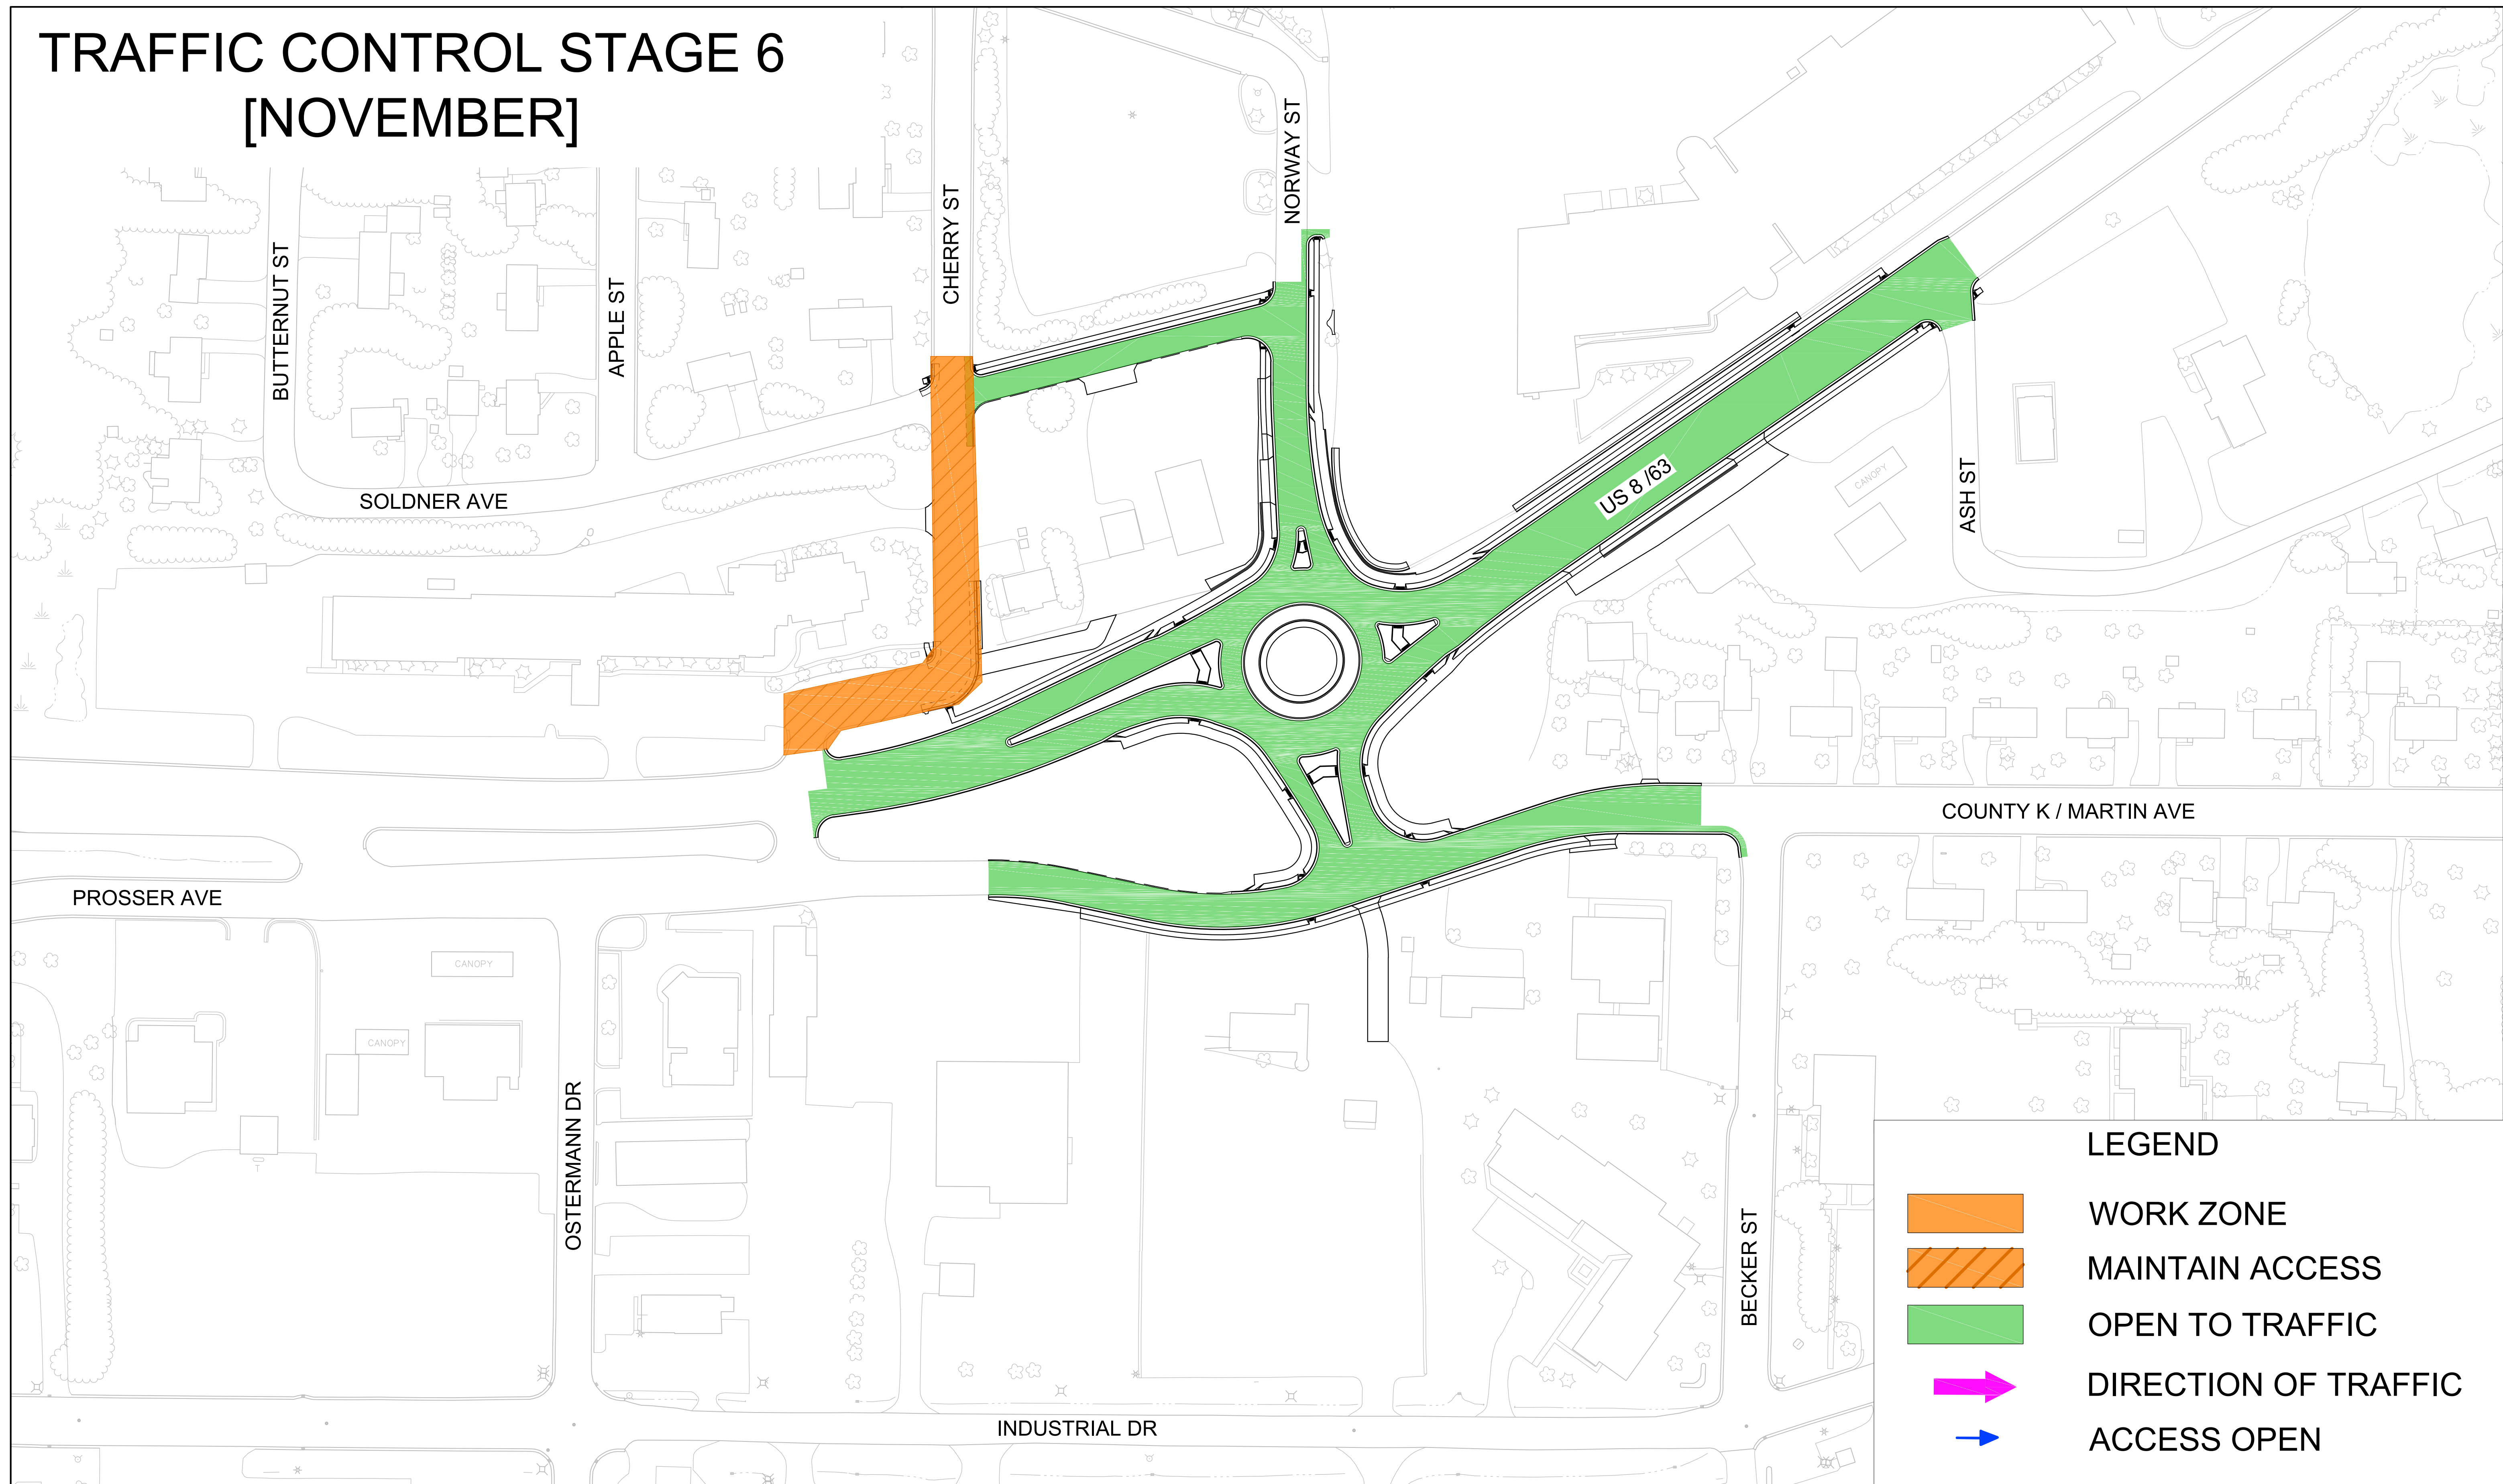 TRAFFIC CONTROL STAGE 6
[NOVEMBER]
NORWAY ST
CHERRY ST
BUTTERNUT ST
APPLE ST
US 8 /63
CANOPY
ASH ST
SOLDNER AVE
COUNTY K / MARTIN AVE
PROSSER AVE
CANOPY
CANOPY
OSTERMANN DR
BECKER ST
INDUSTRIAL DR
LEGEND
WORK ZONE
MAINTAIN ACCESS
OPEN TO TRAFFIC
DIRECTION OF TRAFFIC
ACCESS OPEN